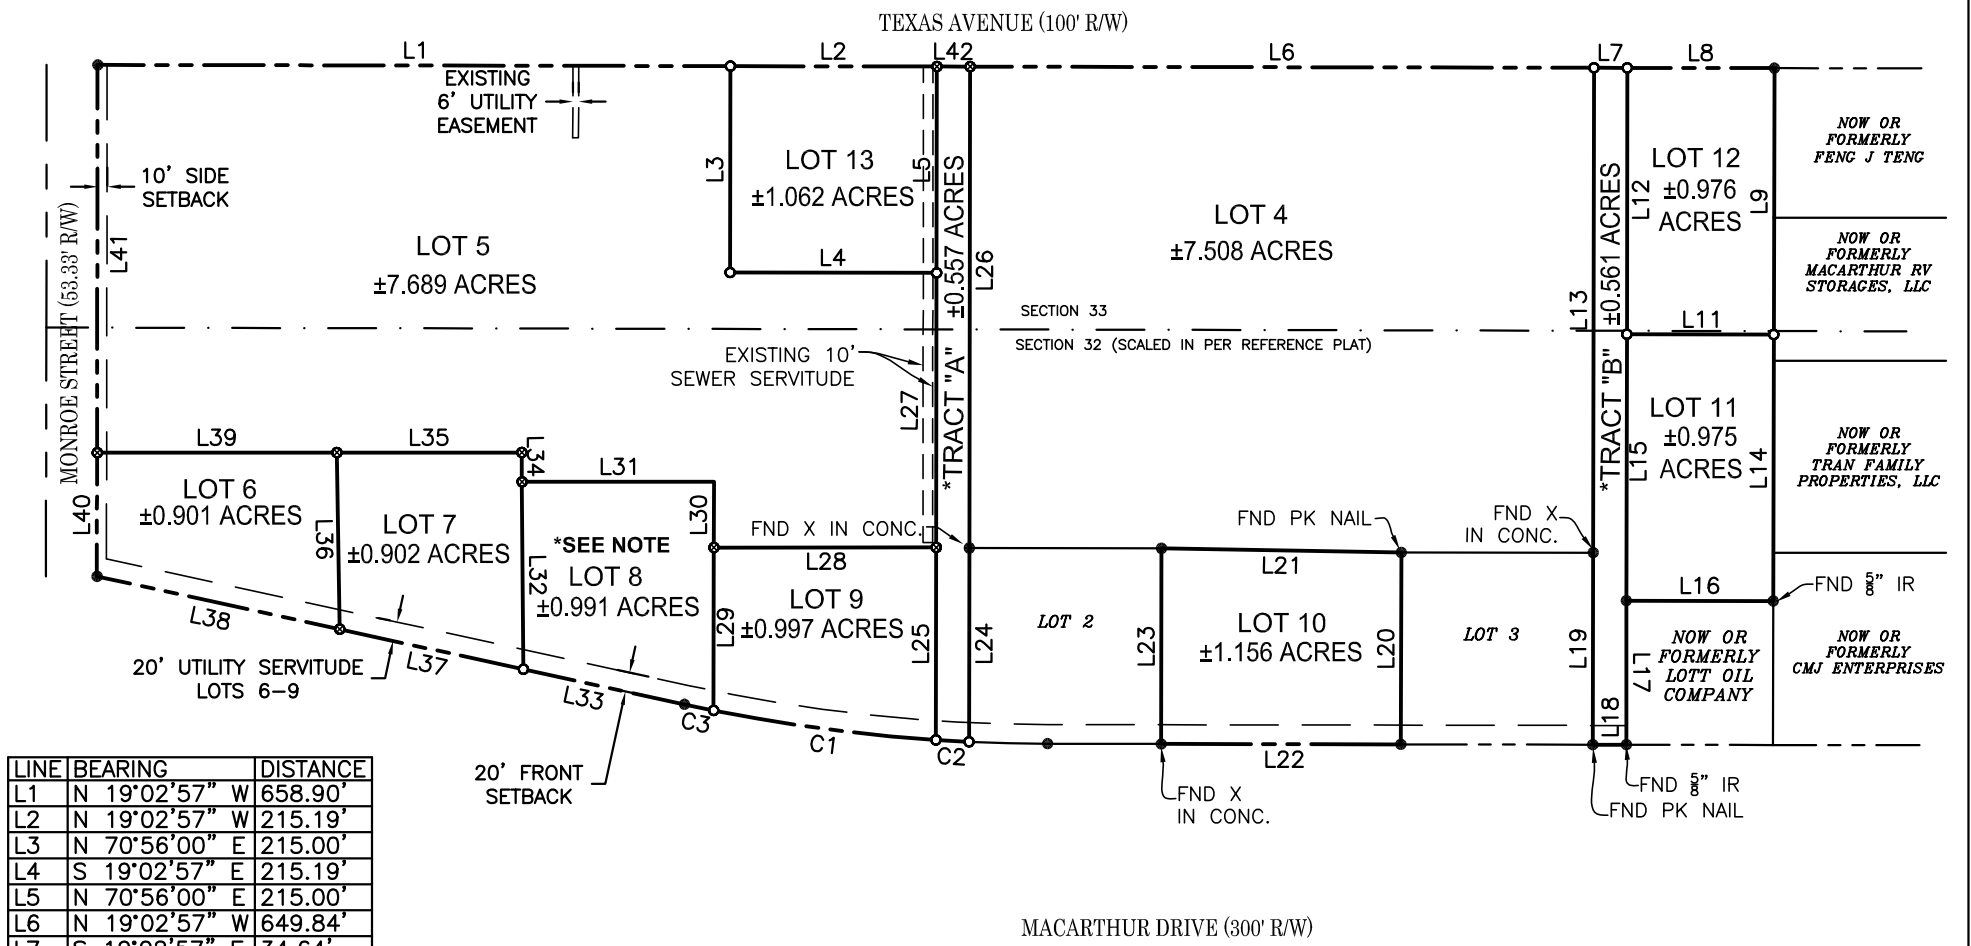 TEXAS AVENUE (100' R/W)
L1
L2
L42
L6
L7
L8
EXISTING
6' UTILITY
EASEMENT
10' SIDE
SETBACK
MONROE STREET (53.33' R/W)
L41
LOT 5
±7.689 ACRES
L3
LOT 13
±1.062 ACRES
L4
L5
±0.557 ACRES
*TRACT "A"
L26
LOT 4
±7.508 ACRES
L13
±0.561 ACRES
*TRACT "B"
L12
LOT 12
±0.976
ACRES
L9
NOW OR
FORMERLY
FENG J TENG
NOW OR
FORMERLY
MACARTHUR RV
STORAGES, LLC
SECTION 33
SECTION 32 (SCALED IN PER REFERENCE PLAT)
L11
EXISTING 10'
SEWER SERVITUDE
L27
L15
LOT 11
±0.975
ACRES
L14
NOW OR
FORMERLY
TRAN FAMILY
PROPERTIES, LLC
L39
L35
L34
L31
L40
LOT 6
±0.901 ACRES
L36
LOT 7
±0.902 ACRES
L32
*SEE NOTE
LOT 8
±0.991 ACRES
L30
FND X IN CONC.
L28
L29
LOT 9
±0.997 ACRES
L25
L24
LOT 2
L23
FND PK NAIL
L21
LOT 10
±1.156 ACRES
L20
FND X
IN CONC.
LOT 3
L19
L16
FND 5/8" IR
L17
L18
NOW OR
FORMERLY
LOTT OIL
COMPANY
NOW OR
FORMERLY
CMJ ENTERPRISES
L38
L37
L33
C3
C1
C2
L22
20' UTILITY SERVITUDE
LOTS 6-9
20' FRONT
SETBACK
FND X
IN CONC.
FND 5/8" IR
FND PK NAIL
LINE BEARING DISTANCE
L1 N 19°02'57" W 658.90'
L2 N 19°02'57" W 215.19'
L3 N 70°56'00" E 215.00'
L4 S 19°02'57" E 215.19'
L5 N 70°56'00" E 215.00'
L6 N 19°02'57" W 649.84'
MACARTHUR DRIVE (300' R/W)